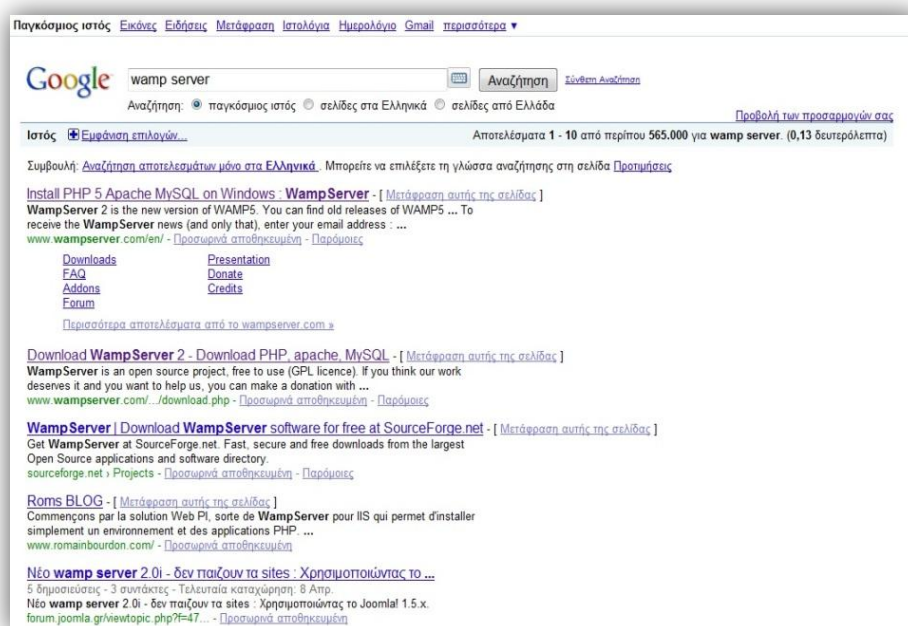 Παγκόσμιος ιστός Εικόνες Ειδήσεις Μετάφραση Ιστολόγια Ημερολόγιο Gmail περισσότερα ▼
Google wamp server Αναζήτηση Σύνθετη Αναζήτηση
Αναζήτηση: παγκόσμιος ιστός σελίδες στα Ελληνικά σελίδες από Ελλάδα
Προβολή των προσαρμογών σας
Ιστός Εμφάνιση επιλογών... Αποτελέσματα 1 - 10 από περίπου 565.000 για wamp server. (0,13 δευτερόλεπτα)
Συμβουλή: Αναζήτηση αποτελεσμάτων μόνο στα Ελληνικά . Μπορείτε να επιλέξετε τη γλώσσα αναζήτησης στη σελίδα Προτιμήσεις
Install PHP 5 Apache MySQL on Windows : WampServer - [ Μετάφραση αυτής της σελίδας ]
WampServer 2 is the new version of WAMP5. You can find old releases of WAMP5 ... To
receive the WampServer news (and only that), enter your email address : ...
www.wampserver.com/en/ - Προσωρινά αποθηκευμένη - Παρόμοιες
Downloads Presentation
FAQ Donate
Addons Credits
Forum
Περισσότερα αποτελέσματα από το wampserver.com »
Download WampServer 2 - Download PHP, apache, MySQL - [ Μετάφραση αυτής της σελίδας ]
WampServer is an open source project, free to use (GPL licence). If you think our work
deserves it and you want to help us, you can make a donation with ...
www.wampserver.com/.../download.php - Προσωρινά αποθηκευμένη - Παρόμοιες
WampServer | Download WampServer software for free at SourceForge.net - [ Μετάφραση αυτής της σελίδας ]
Get WampServer at SourceForge.net. Fast, secure and free downloads from the largest
Open Source applications and software directory.
sourceforge.net › Projects - Προσωρινά αποθηκευμένη - Παρόμοιες
Roms BLOG - [ Μετάφραση αυτής της σελίδας ]
Commençons par la solution Web PI, sorte de WampServer pour IIS qui permet d'installer
simplement un environnement et des applications PHP. ...
www.romainbourdon.com/ - Προσωρινά αποθηκευμένη
Νέο wamp server 2.0i - δεν παιζουν τα sites : Χρησιμοποιώντας το ...
5 δημοσιεύσεις - 3 συντάκτες - Τελευταία καταχώρηση: 8 Απρ.
Νέο wamp server 2.0i - δεν παιζουν τα sites : Χρησιμοποιώντας το Joomla! 1.5.x.
forum.joomla.gr/viewtopic.php?f=47... - Προσωρινά αποθηκευμένη